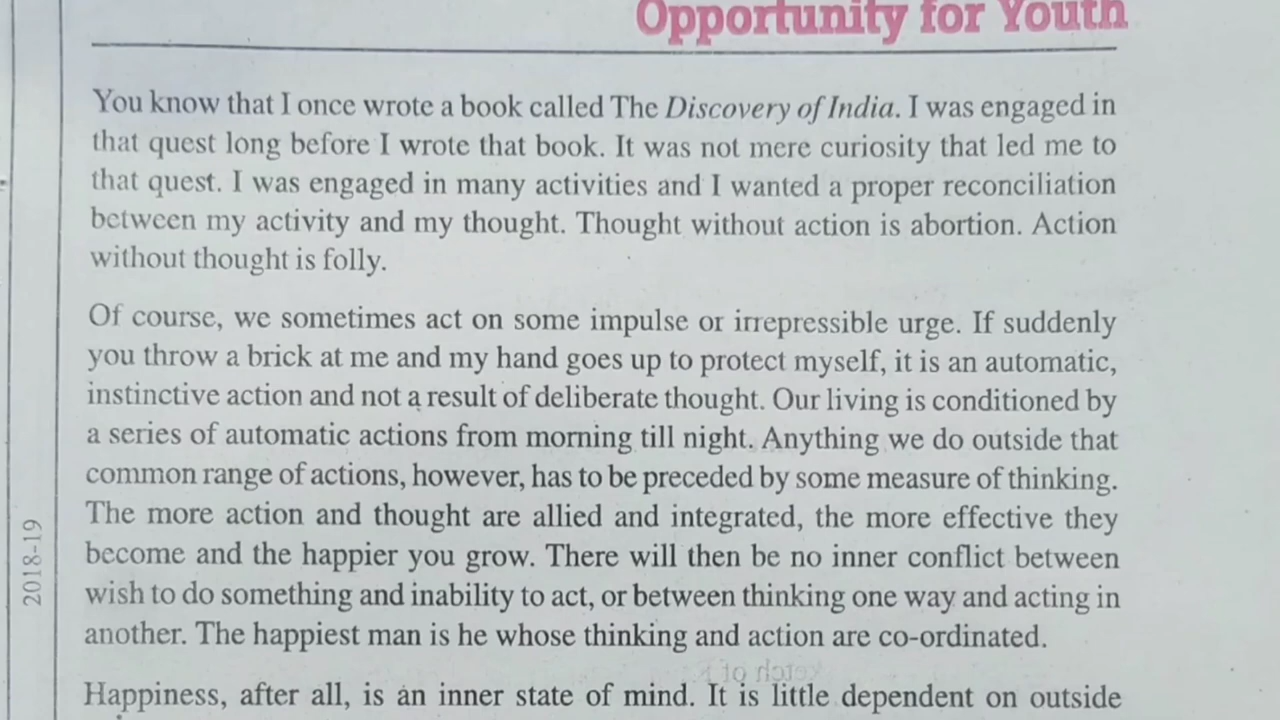 Opportunity for Youth
You know that I once wrote a book called The Discovery of India. I was engaged in
that quest long before I wrote that book. It was not mere curiosity that led me to
that quest. I was engaged in many activities and I wanted a proper reconciliation
between my activity and my thought. Thought without action is abortion. Action
without thought is folly.
Of course, we sometimes act on some impulse or irrepressible urge. If suddenly
you throw a brick at me and my hand goes up to protect myself, it is an automatic,
instinctive action and not a result of deliberate thought. Our living is conditioned by
a series of automatic actions from morning till night. Anything we do outside that
common range of actions, however, has to be preceded by some measure of thinking.
The more action and thought are allied and integrated, the more effective they
become and the happier you grow. There will then be no inner conflict between
wish to do something and inability to act, or between thinking one way and acting in
another. The happiest man is he whose thinking and action are co-ordinated.
Happiness, after all, is an inner state of mind. It is little dependent on outside
2018-19